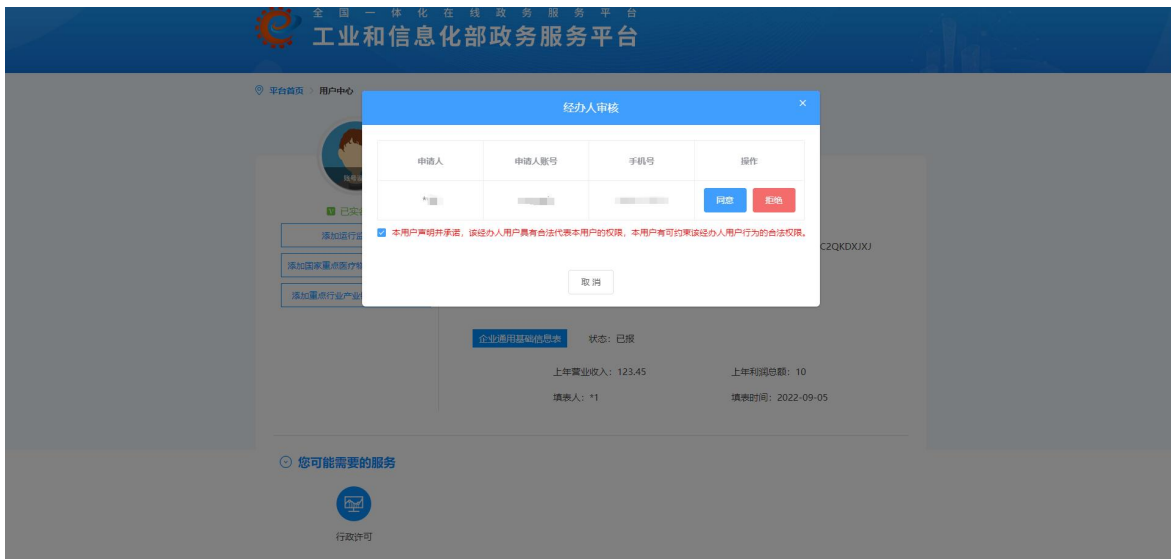 全国一体化在线政务服务平台
工业和信息化部政务服务平台
平台首页 > 用户中心
经办人审核
×
申请人 申请人账号 手机号 操作
同意 拒绝
本用户声明并承诺，该经办人用户具有合法代表本用户的权限，本用户有可约束该经办人用户行为的合法权限。
取消
已实
添加运行
添加国家重点医疗
添加重点行业产业
C2QKDXJXJ
企业通用基础信息表 状态：已报
上年营业收入：123.45 上年利润总额：10
填表人：*1 填表时间：2022-09-05
您可能需要的服务
行政许可